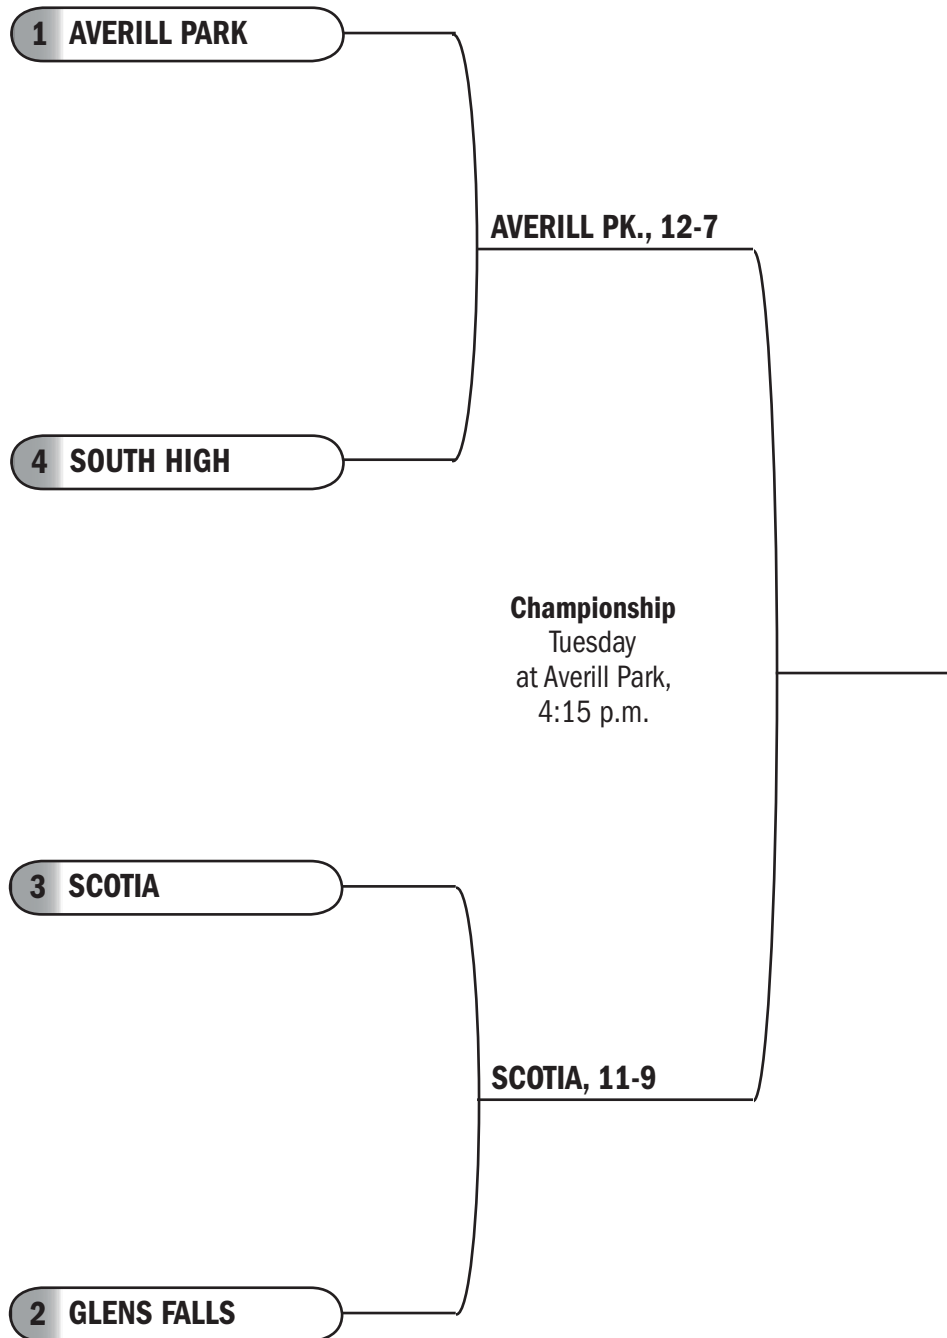 1 AVERILL PARK
AVERILL PK., 12-7
4 SOUTH HIGH
Championship
Tuesday
at Averill Park,
4:15 p.m.
3 SCOTIA
SCOTIA, 11-9
2 GLENS FALLS